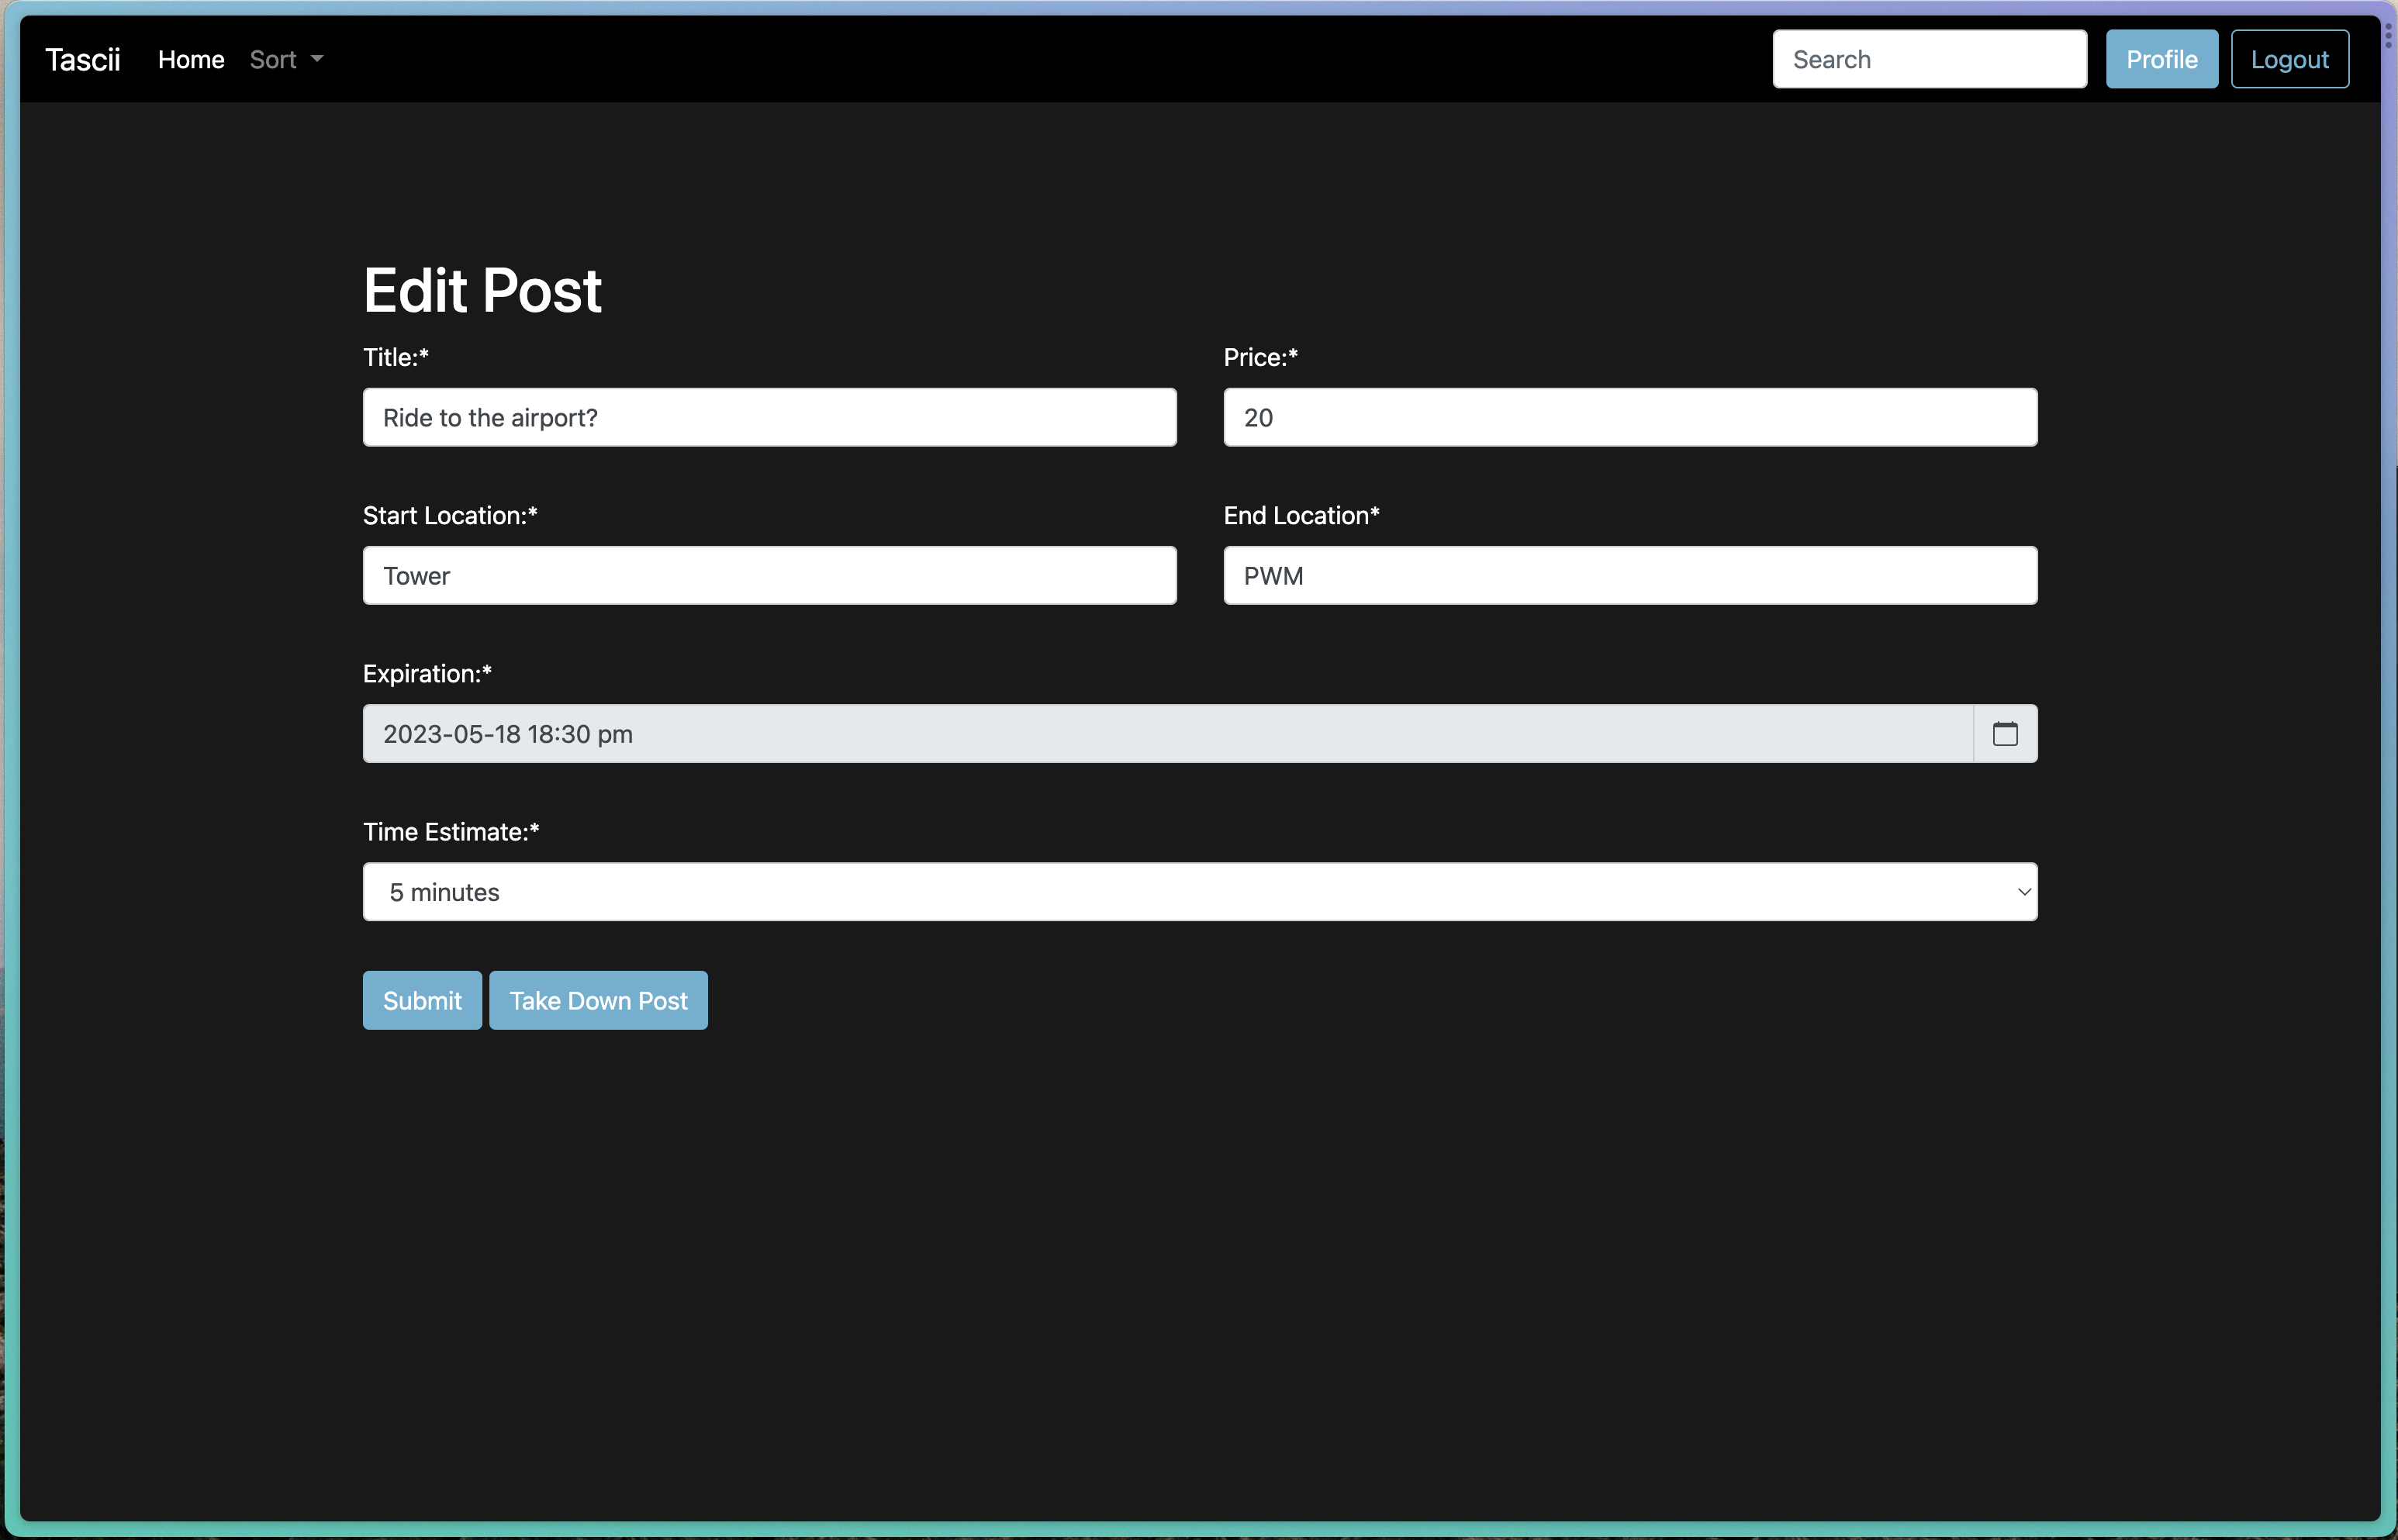 Tascii Home Sort Search Profile Logout
Edit Post
Title:* Price:*
Ride to the airport? 20
Start Location:* End Location*
Tower PWM
Expiration:*
2023-05-18 18:30 pm
Time Estimate:*
5 minutes
Submit Take Down Post